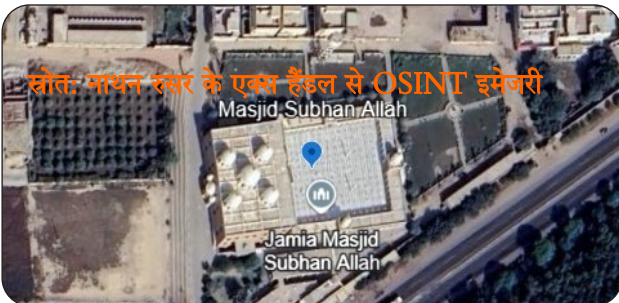 स्रोत: नाथन रुसर के एक्स हैंडल से OSINT इमेजरी
Masjid Subhan Allah
Jamia Masjid
Subhan Allah